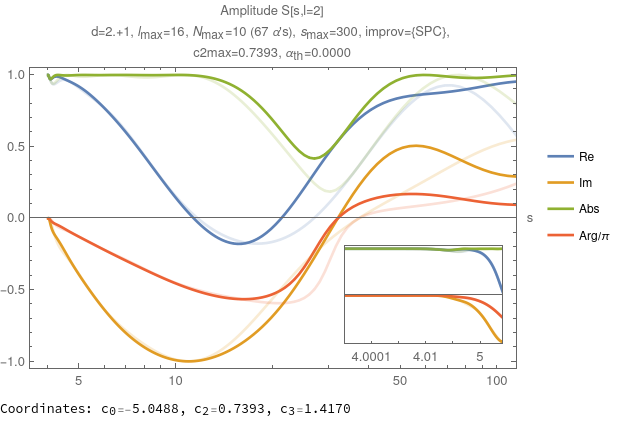 Amplitude S[s,l=2]
d=2.+1, lmax=16, Nmax=10 (67 α's), smax=300, improv={SPC},
c2max=0.7393, αth=0.0000
1.0
0.5
0.0
-0.5
-1.0
5
10
50
100
s
Re
Im
Abs
Arg/π
4.0001
4.01
5
Coordinates: c0=-5.0488, c2=0.7393, c3=1.4170